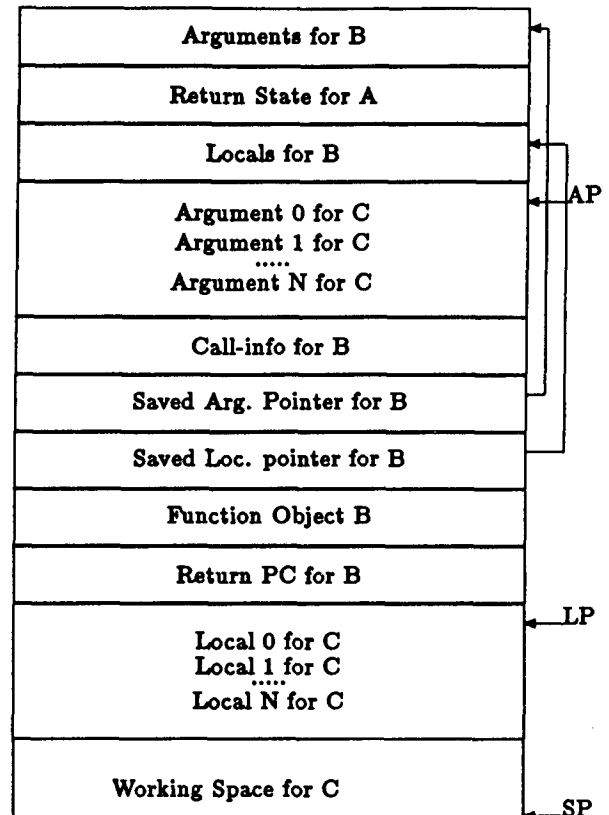 Arguments for B
Return State for A
Locals for B
AP
Argument 0 for C
Argument 1 for C
.....
Argument N for C
Call-info for B
Saved Arg. Pointer for B
Saved Loc. pointer for B
Function Object B
Return PC for B
LP
Local 0 for C
Local 1 for C
.....
Local N for C
Working Space for C
SP